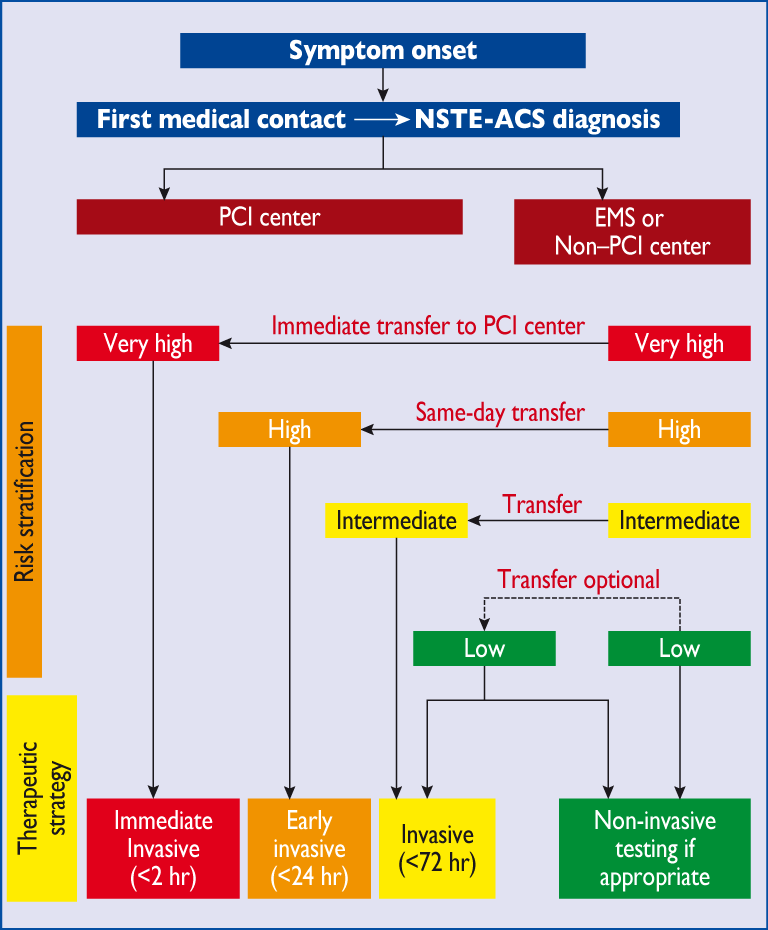 Symptom onset
First medical contact → NSTE-ACS diagnosis
PCI center
EMS or
Non–PCI center
Risk stratification
Immediate transfer to PCI center
Very high
Very high
Same-day transfer
High
High
Transfer
Intermediate
Intermediate
Transfer optional
Low
Low
Therapeutic
strategy
Immediate
Invasive
(<2 hr)
Early
invasive
(<24 hr)
Invasive
(<72 hr)
Non-invasive
testing if
appropriate